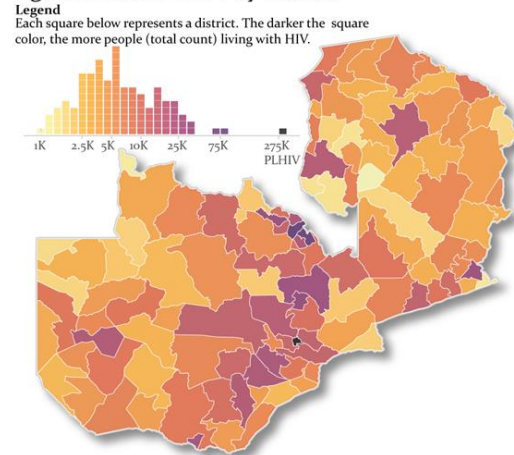 Legend
Each square below represents a district. The darker the square
color, the more people (total count) living with HIV.
1K 2.5K 5K 10K 25K 75K 275K
PLHIV